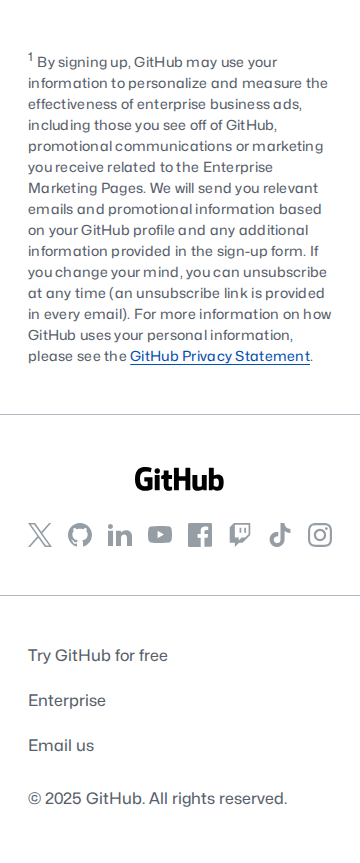 1 By signing up, GitHub may use your
information to personalize and measure the
effectiveness of enterprise business ads,
including those you see off of GitHub,
promotional communications or marketing
you receive related to the Enterprise
Marketing Pages. We will send you relevant
emails and promotional information based
on your GitHub profile and any additional
information provided in the sign-up form. If
you change your mind, you can unsubscribe
at any time (an unsubscribe link is provided
in every email). For more information on how
GitHub uses your personal information,
please see the GitHub Privacy Statement.
GitHub
Try GitHub for free
Enterprise
Email us
© 2025 GitHub. All rights reserved.